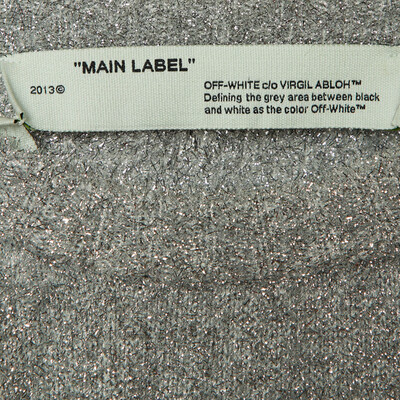 "MAIN LABEL"
2013©
OFF-WHITE c/o VIRGIL ABLOH™
Defining the grey area between black
and white as the color Off-White™